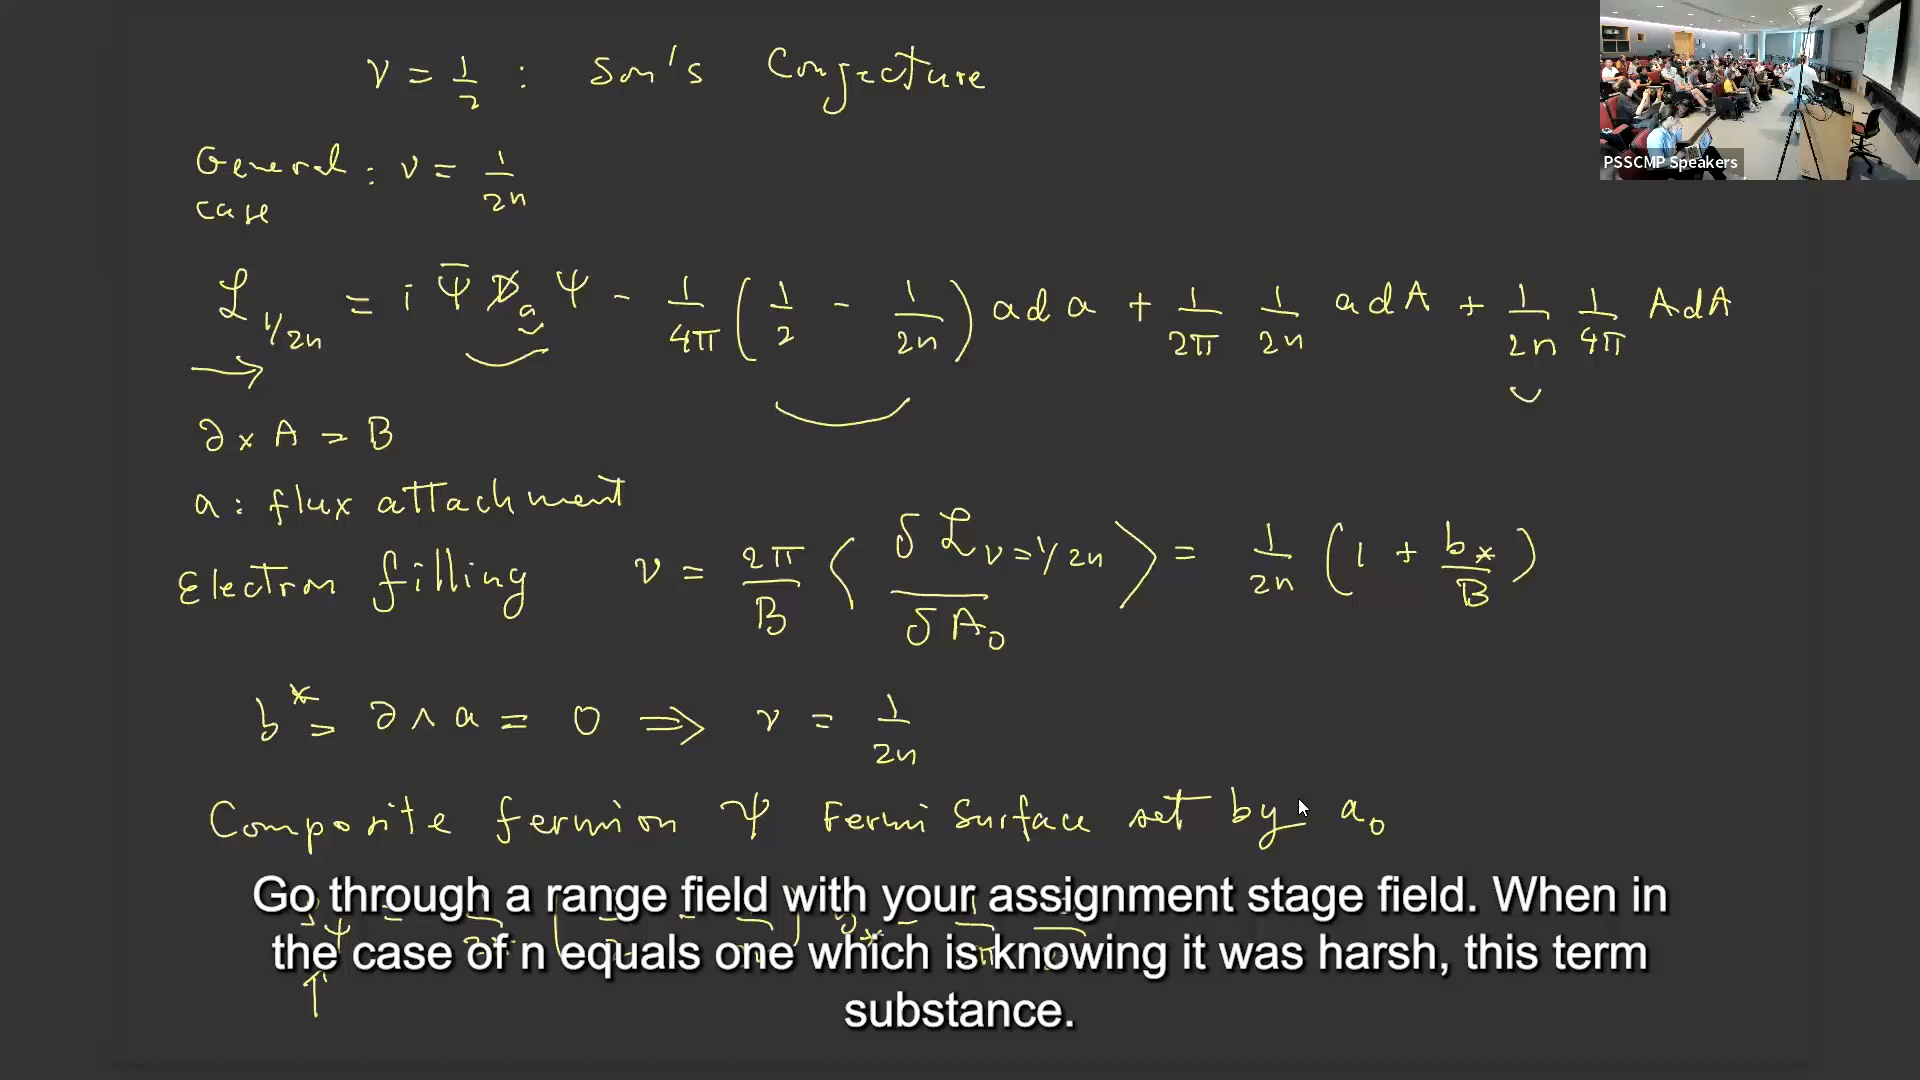 ν = 1/2 : Son's Conjecture
PSSCMP Speakers
General case : ν = 1/2n
ℒ_{1/2n} = i Ψ̄ D̸_a Ψ - 1/4π (1/2 - 1/2n) a d a + 1/2π 1/2n a d A + 1/2n 1/4π A d A
∂ × A = B
a : flux attachment
Electron filling ν = 2π/B ⟨ δℒ_{ν=1/2n} / δA_0 ⟩ = 1/2n (1 + b_*/B)
b^* = ∂ ∧ a = 0 ⟹ ν = 1/2n
Composite fermion Ψ Fermi Surface set by a_0
Go through a range field with your assignment stage field. When in
the case of n equals one which is knowing it was harsh, this term
substance.